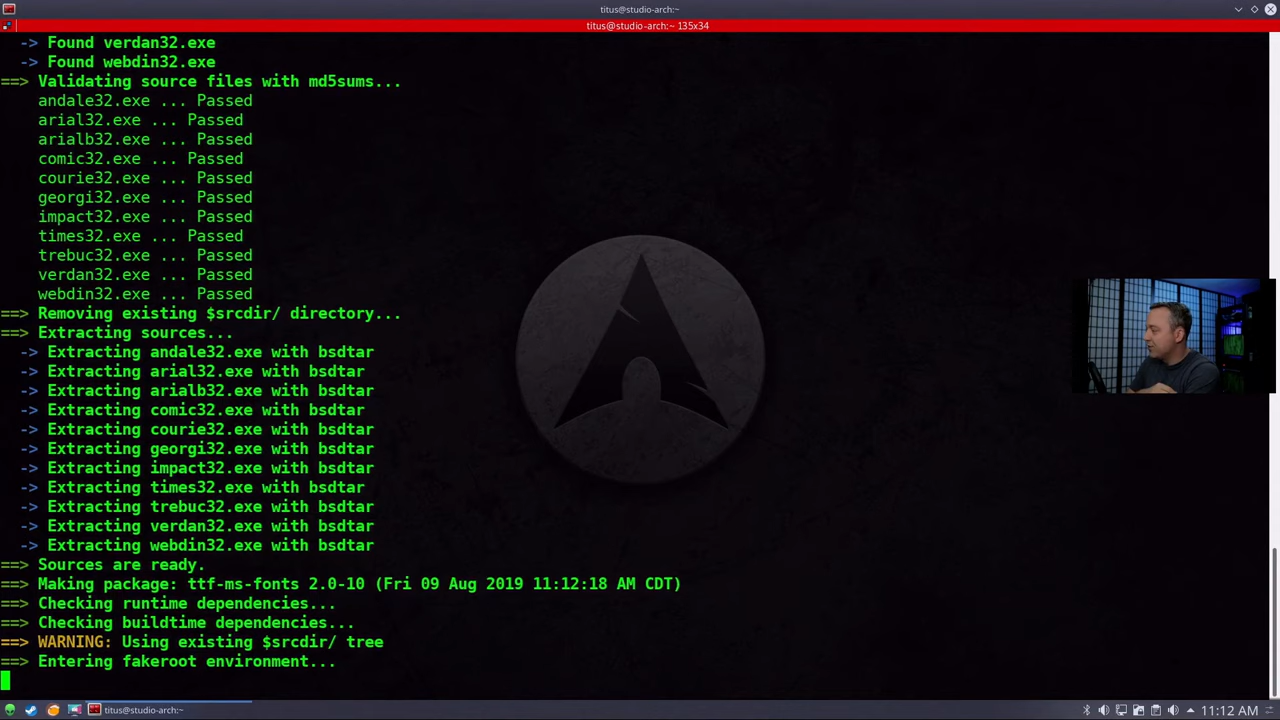 titus@studio-arch:~
titus@studio-arch:~ 135x34
-> Found verdan32.exe
-> Found webdin32.exe
==> Validating source files with md5sums...
andale32.exe ... Passed
arial32.exe ... Passed
arialb32.exe ... Passed
comic32.exe ... Passed
courie32.exe ... Passed
georgi32.exe ... Passed
impact32.exe ... Passed
times32.exe ... Passed
trebuc32.exe ... Passed
verdan32.exe ... Passed
webdin32.exe ... Passed
==> Removing existing $srcdir/ directory...
==> Extracting sources...
-> Extracting andale32.exe with bsdtar
-> Extracting arial32.exe with bsdtar
-> Extracting arialb32.exe with bsdtar
-> Extracting comic32.exe with bsdtar
-> Extracting courie32.exe with bsdtar
-> Extracting georgi32.exe with bsdtar
-> Extracting impact32.exe with bsdtar
-> Extracting times32.exe with bsdtar
-> Extracting trebuc32.exe with bsdtar
-> Extracting verdan32.exe with bsdtar
-> Extracting webdin32.exe with bsdtar
==> Sources are ready.
==> Making package: ttf-ms-fonts 2.0-10 (Fri 09 Aug 2019 11:12:18 AM CDT)
==> Checking runtime dependencies...
==> Checking buildtime dependencies...
==> WARNING: Using existing $srcdir/ tree
==> Entering fakeroot environment...
titus@studio-arch:~
11:12 AM